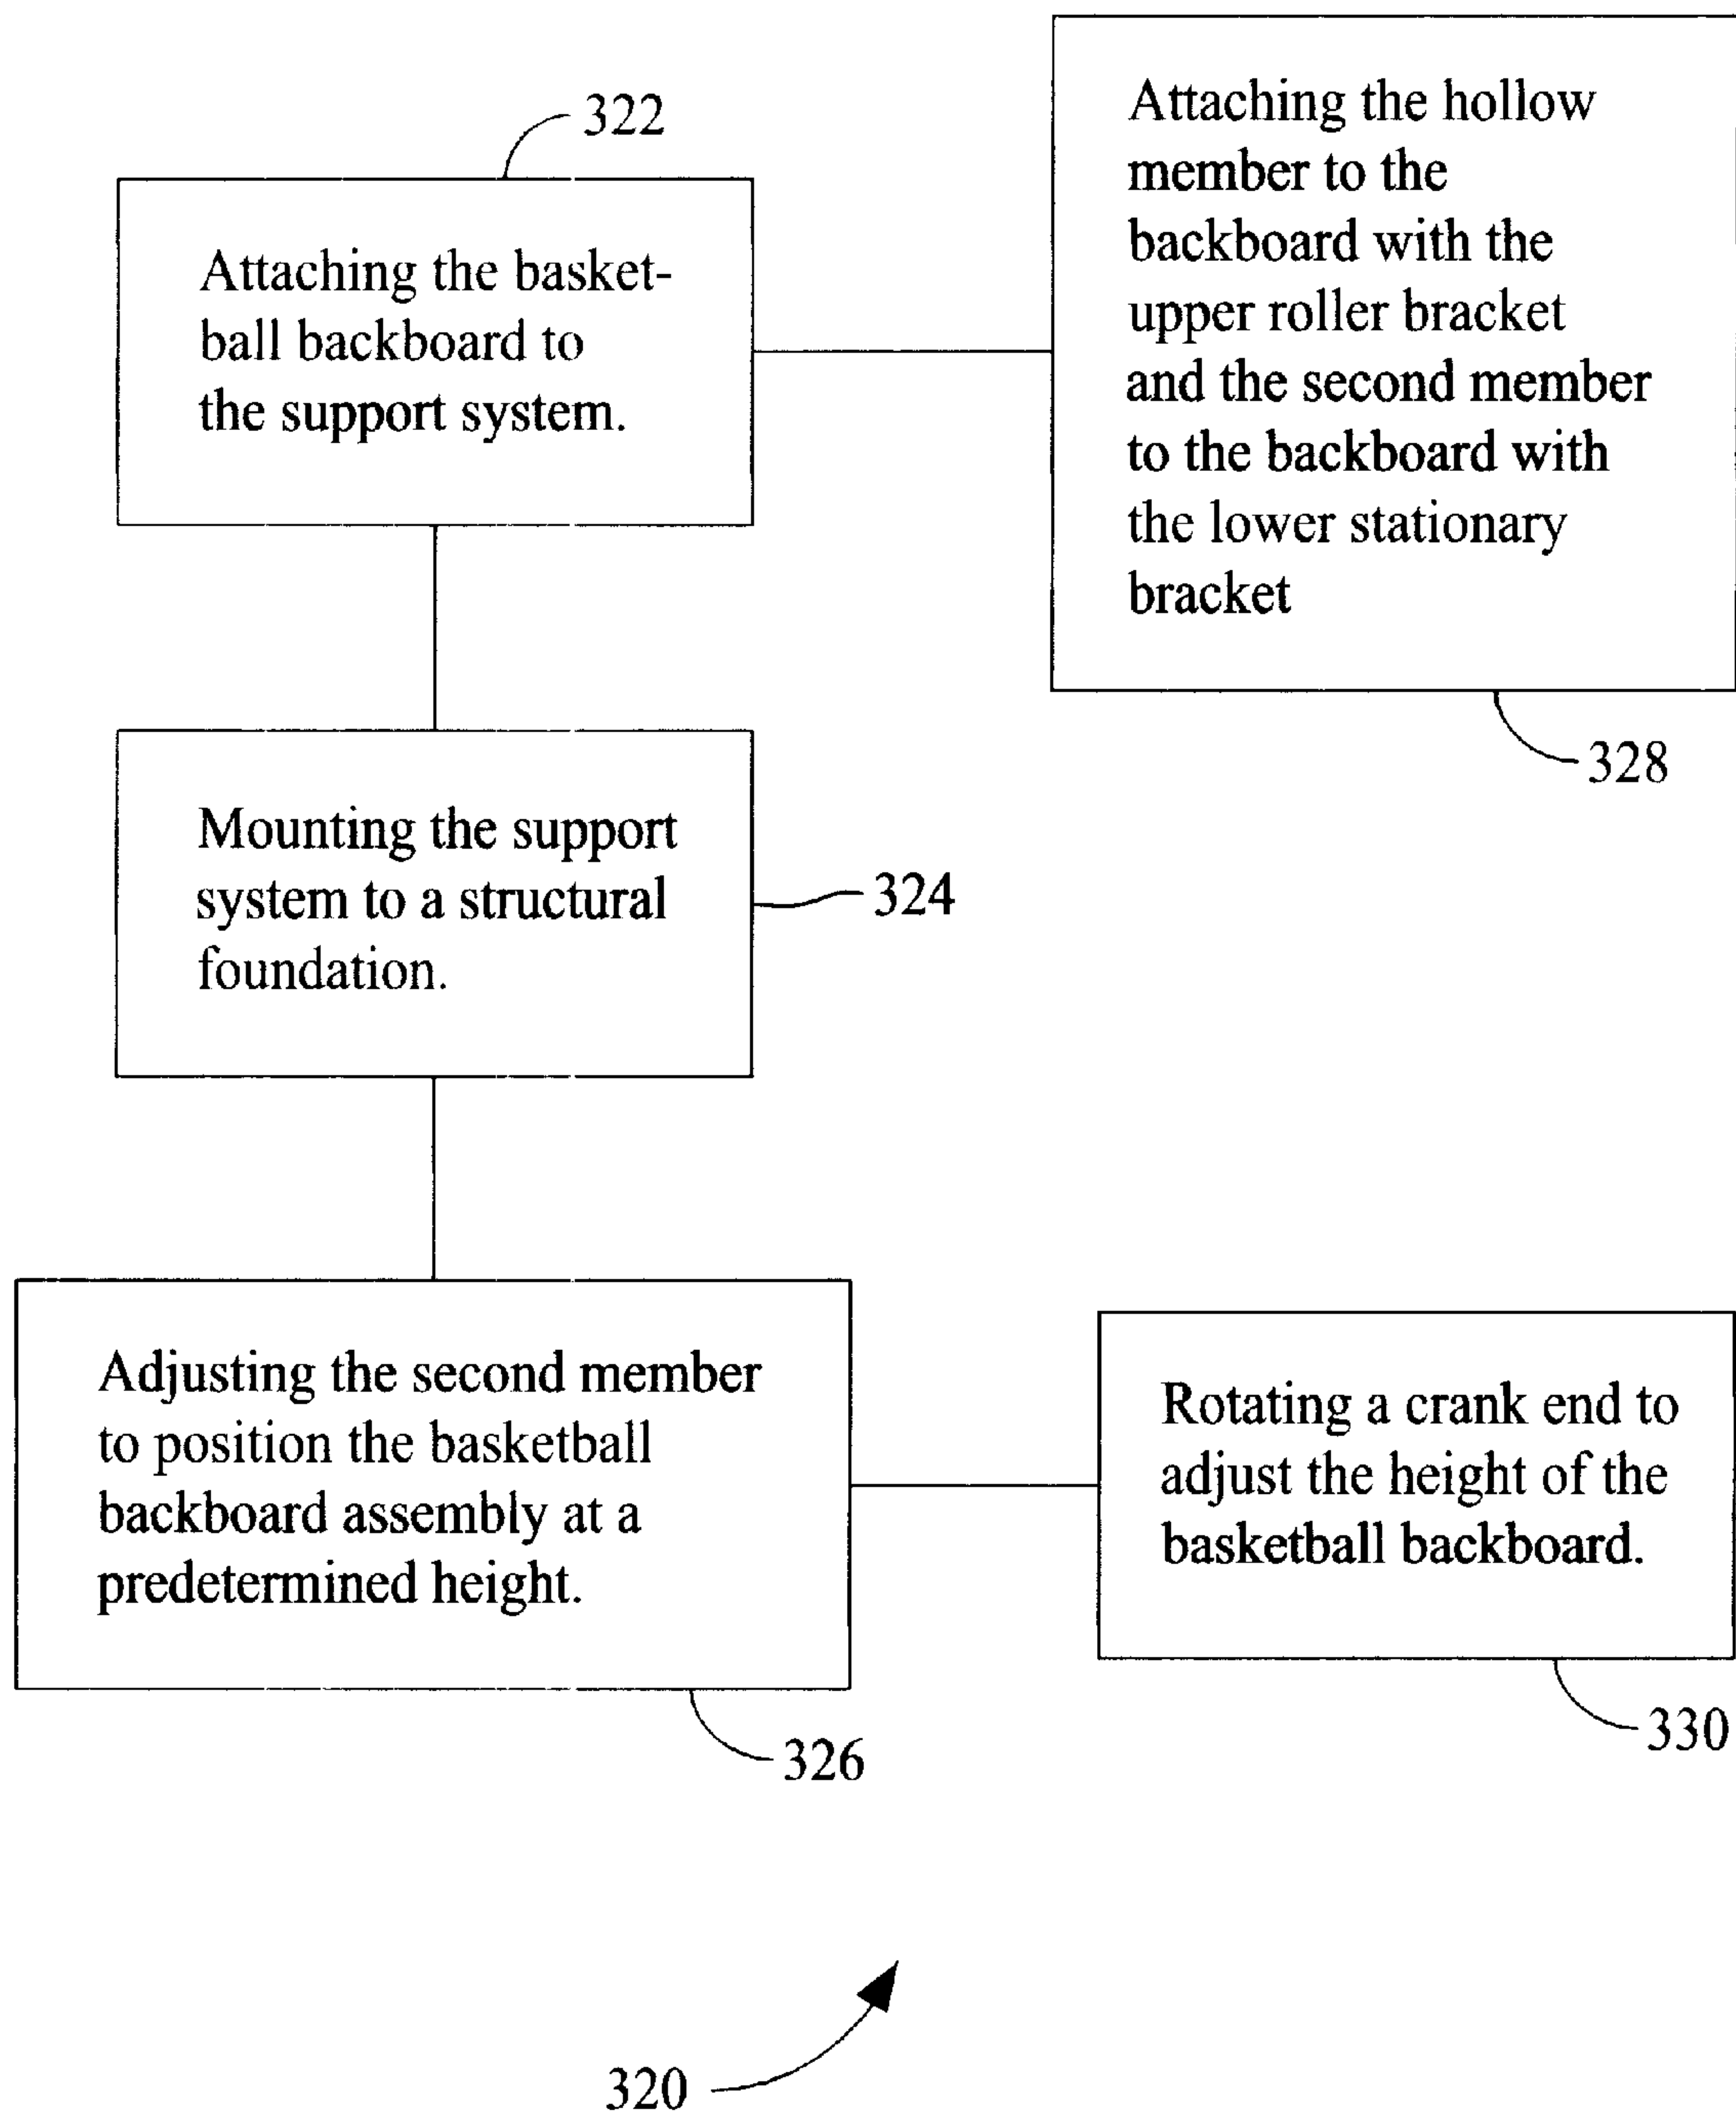 322
Attaching the basket-
ball backboard to
the support system.
Attaching the hollow
member to the
backboard with the
upper roller bracket
and the second member
to the backboard with
the lower stationary
bracket
328
Mounting the support
system to a structural
foundation.
324
Adjusting the second member
to position the basketball
backboard assembly at a
predetermined height.
326
Rotating a crank end to
adjust the height of the
basketball backboard.
330
320